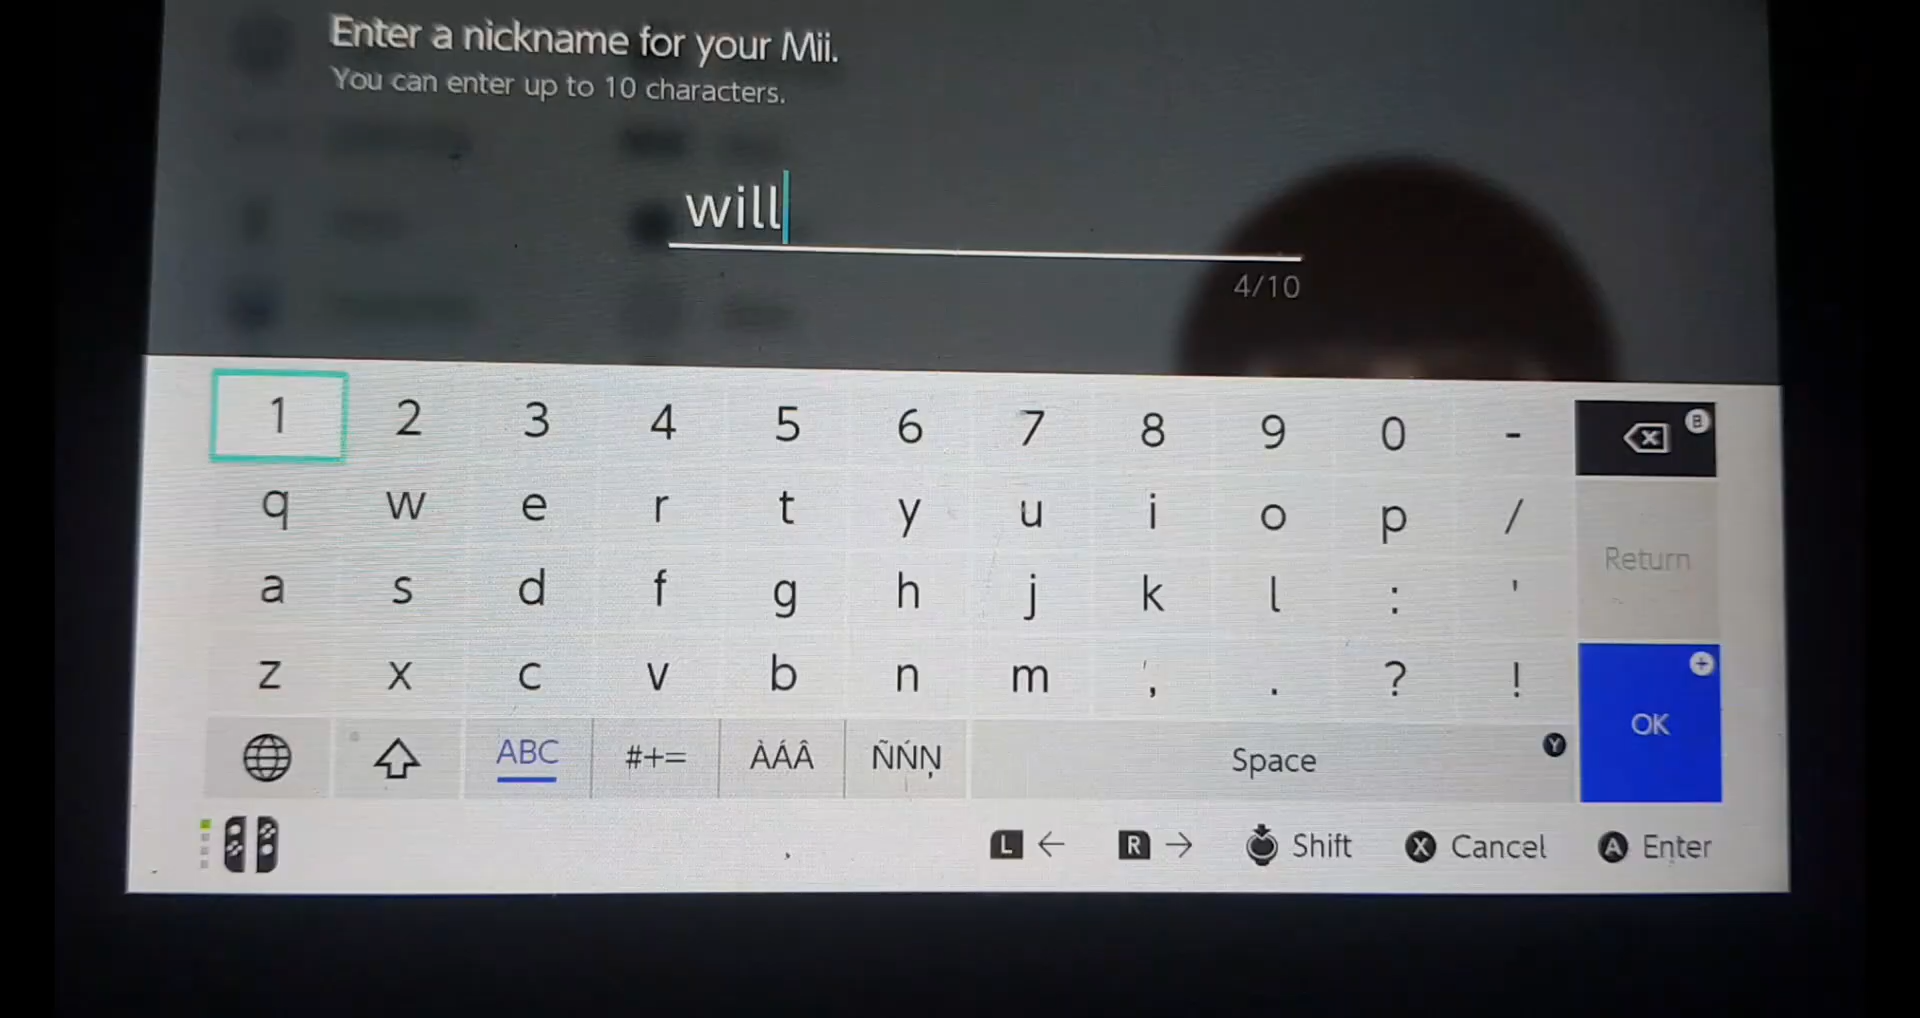 Enter a nickname for your Mii.
You can enter up to 10 characters.
will
4/10
1 2 3 4 5 6 7 8 9 0 - B
q w e r t y u i o p / Return
a s d f g h j k l : '
z x c v b n m , . ? ! + OK
ABC #+= ÀÁÂ ÑŃŅ Space Y
L ← R → Shift X Cancel A Enter